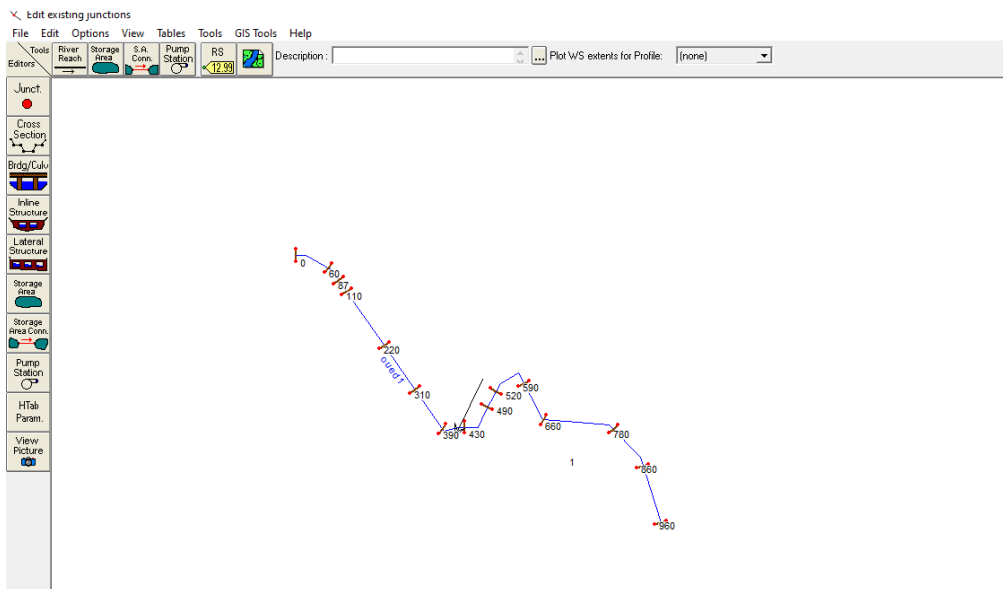 Edit existing junctions
File Edit Options View Tables Tools GIS Tools Help
Tools
Editors
River
Reach
Storage
Area
S.A.
Conn.
Pump
Station
RS
12.99
Description :
...
Plot WS extents for Profile:
(none)
Junct.
Cross
Section
Brdg/Culv
Inline
Structure
Lateral
Structure
Storage
Area
Storage
Area Conn.
Pump
Station
HTab
Param.
View
Picture
0
60
87
110
220
oued1
310
390
430
490
520
590
660
780
860
960
1